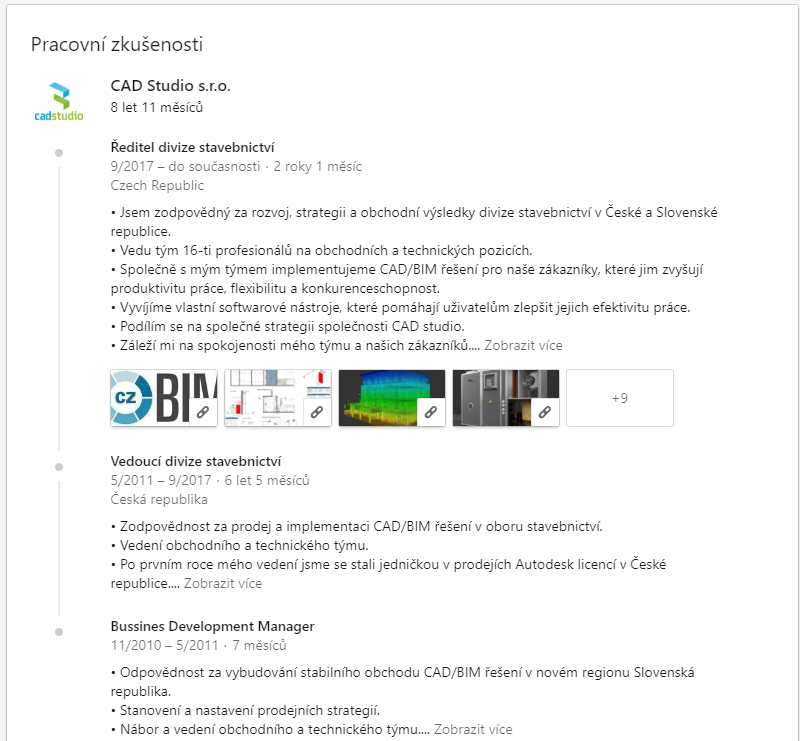 Pracovní zkušenosti
cadstudio
CAD Studio s.r.o.
8 let 11 měsíců
Ředitel divize stavebnictví
9/2017 – do současnosti · 2 roky 1 měsíc
Czech Republic
• Jsem zodpovědný za rozvoj, strategii a obchodní výsledky divize stavebnictví v České a Slovenské
republice.
• Vedu tým 16-ti profesionálů na obchodních a technických pozicích.
• Společně s mým týmem implementujeme CAD/BIM řešení pro naše zákazníky, které jim zvyšují
produktivitu práce, flexibilitu a konkurenceschopnost.
• Vyvíjíme vlastní softwarové nástroje, které pomáhají uživatelům zlepšit jejich efektivitu práce.
• Podílím se na společné strategii společnosti CAD studio.
• Záleží mi na spokojenosti mého týmu a našich zákazníků.... Zobrazit více
CZ BIM
+9
Vedoucí divize stavebnictví
5/2011 – 9/2017 · 6 let 5 měsíců
Česká republika
• Zodpovědnost za prodej a implementaci CAD/BIM řešení v oboru stavebnictví.
• Vedení obchodního a technického týmu.
• Po prvním roce mého vedení jsme se stali jedničkou v prodejích Autodesk licencí v České
republice.... Zobrazit více
Bussines Development Manager
11/2010 – 5/2011 · 7 měsíců
• Odpovědnost za vybudování stabilního obchodu CAD/BIM řešení v novém regionu Slovenská
republika.
• Stanovení a nastavení prodejních strategií.
• Nábor a vedení obchodního a technického týmu.... Zobrazit více